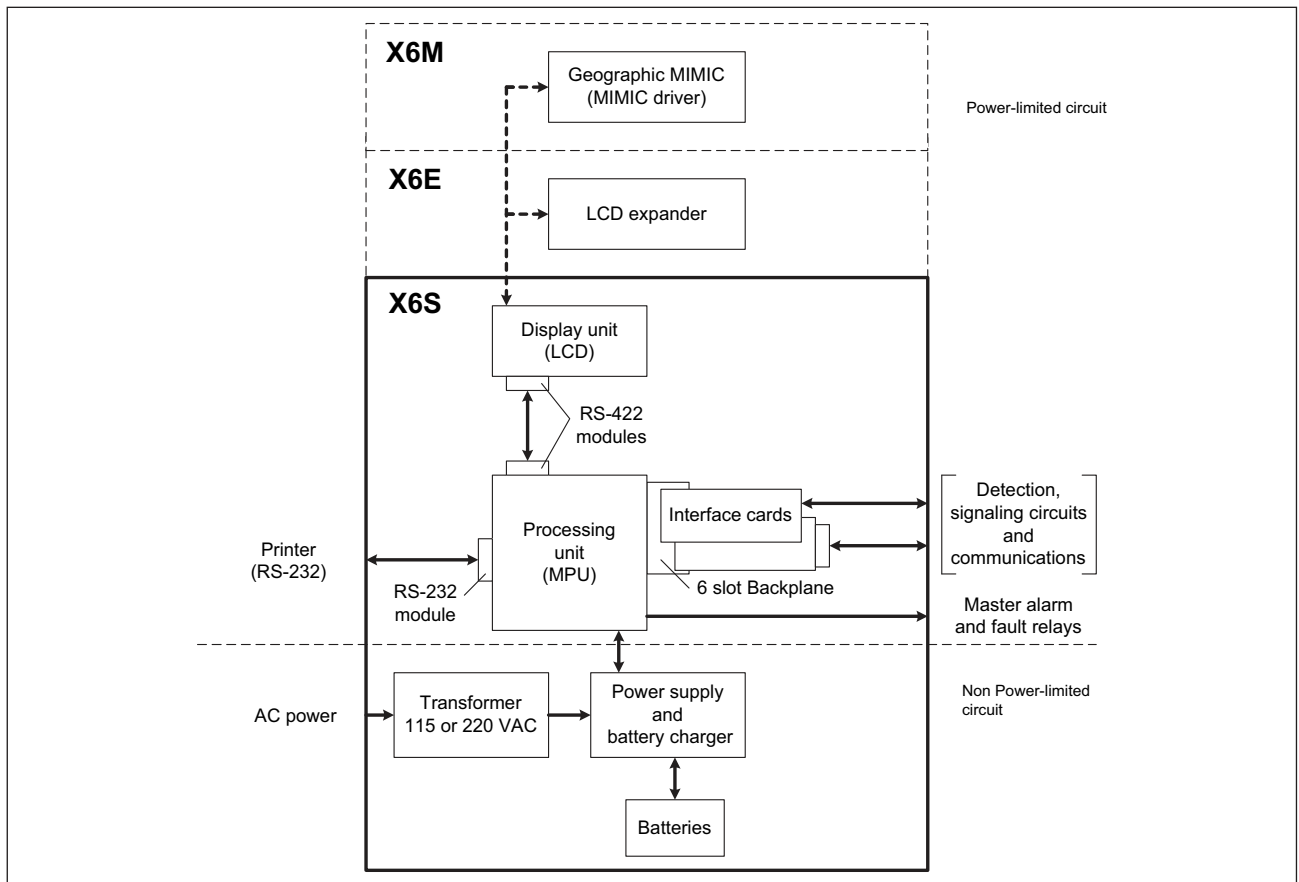 X6M
Geographic MIMIC
(MIMIC driver)
Power-limited circuit
X6E
LCD expander
X6S
Display unit
(LCD)
RS-422
modules
Processing
unit
(MPU)
Interface cards
6 slot Backplane
Detection,
signaling circuits
and
communications
Printer
(RS-232)
RS-232
module
Master alarm
and fault relays
AC power
Transformer
115 or 220 VAC
Power supply
and
battery charger
Non Power-limited
circuit
Batteries